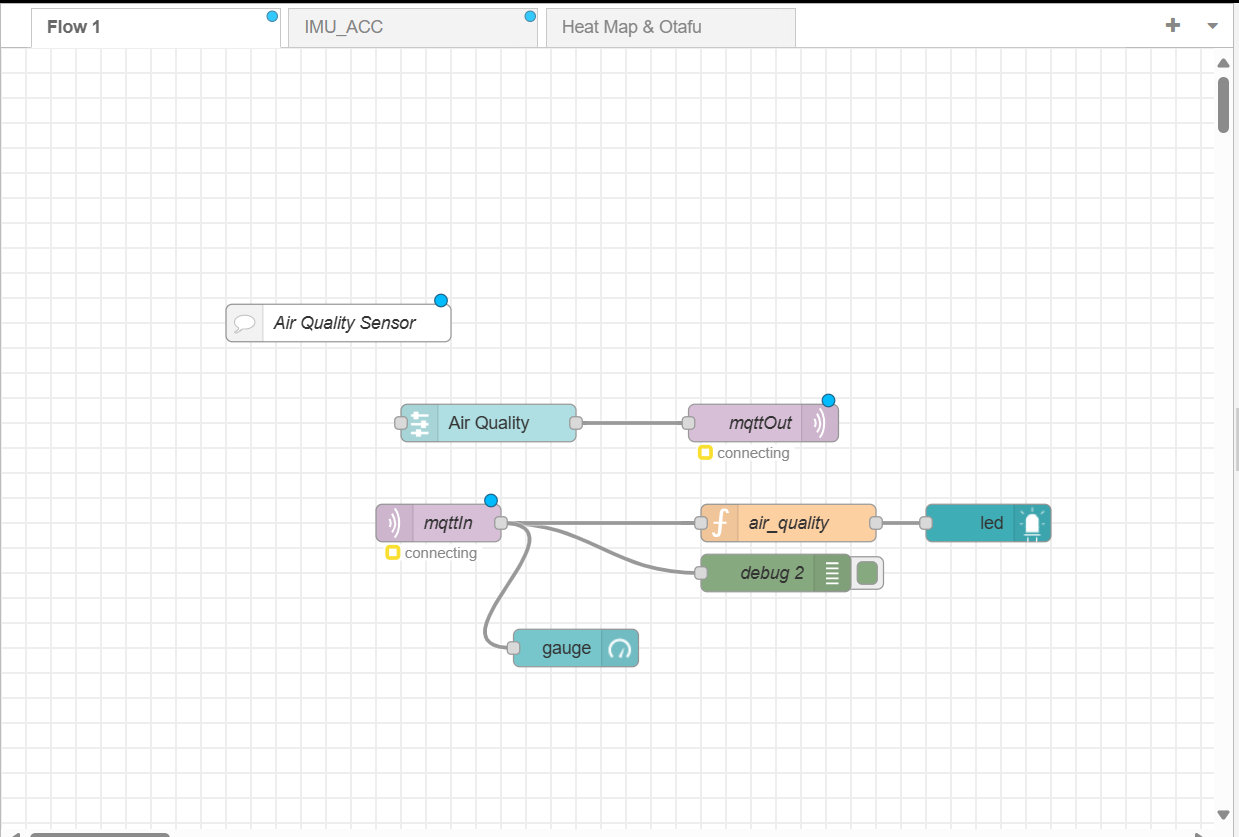 Flow 1
IMU_ACC
Heat Map & Otafu
Air Quality Sensor
Air Quality
mqttOut
connecting
mqttIn
connecting
air_quality
led
debug 2
gauge